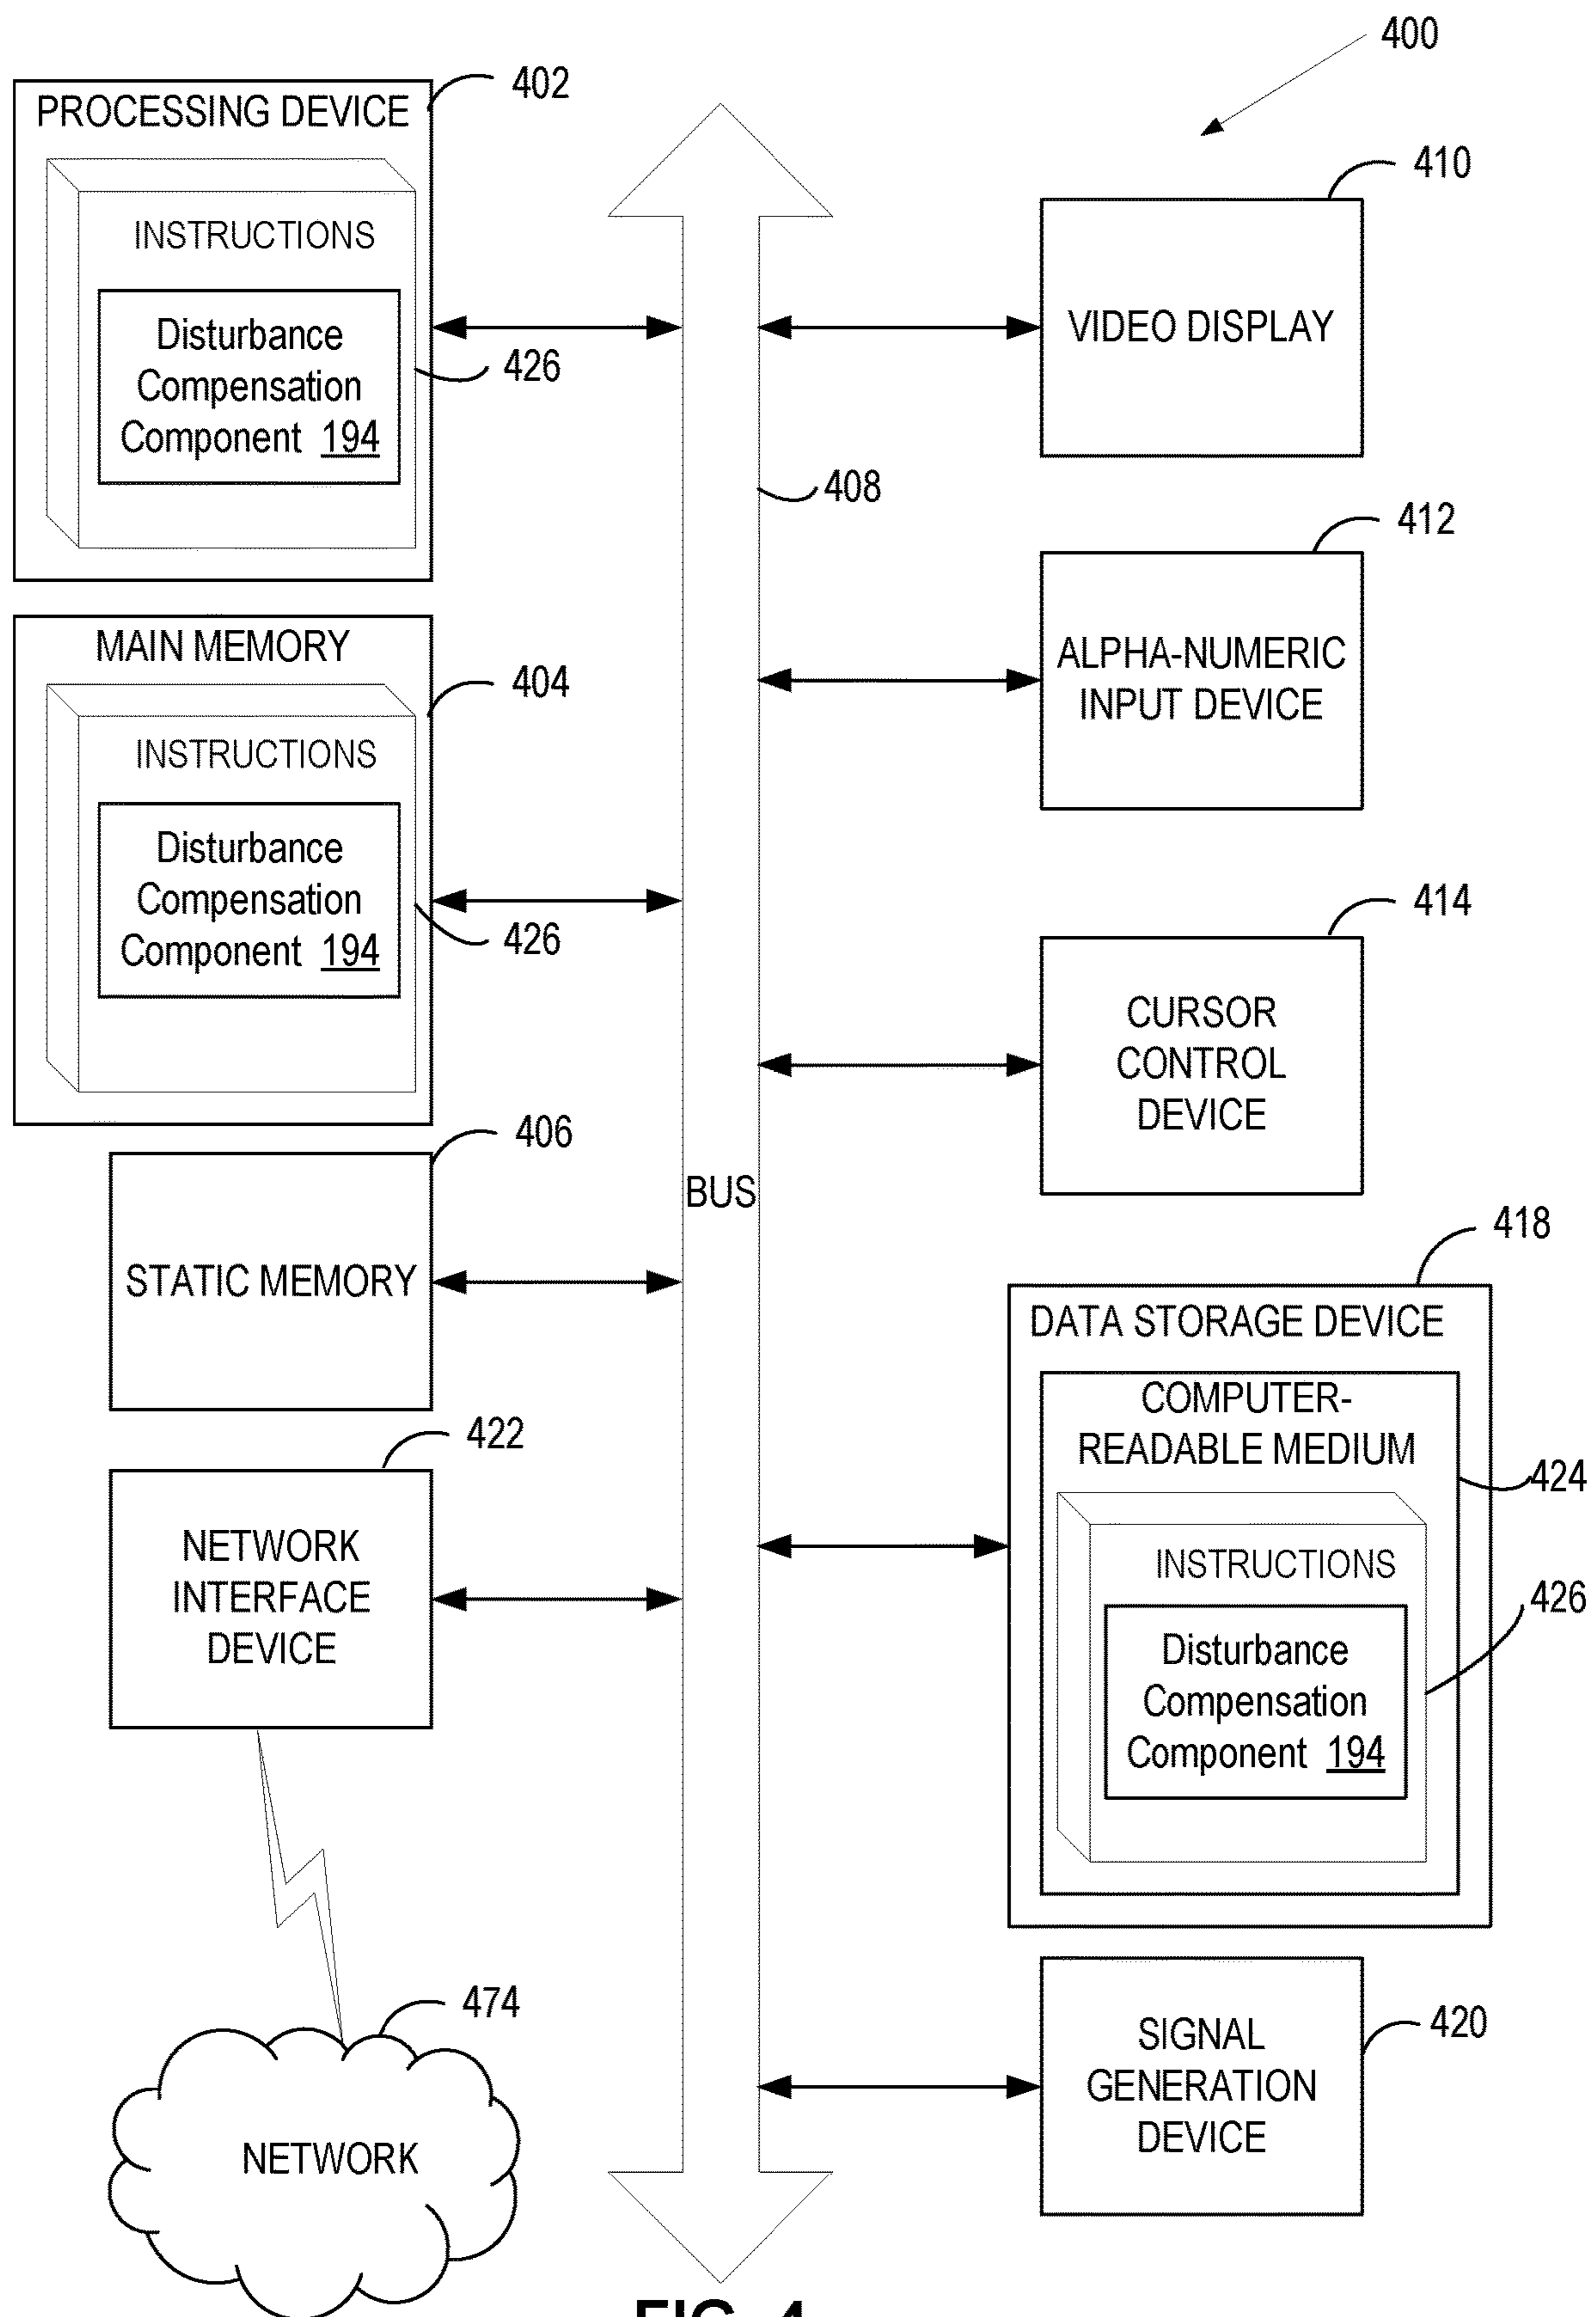 400
402
PROCESSING DEVICE
INSTRUCTIONS
Disturbance
Compensation
Component 194
426
MAIN MEMORY
404
INSTRUCTIONS
Disturbance
Compensation
Component 194
426
406
STATIC MEMORY
422
NETWORK
INTERFACE
DEVICE
474
NETWORK
BUS
408
410
VIDEO DISPLAY
412
ALPHA-NUMERIC
INPUT DEVICE
414
CURSOR
CONTROL
DEVICE
418
DATA STORAGE DEVICE
COMPUTER-
READABLE MEDIUM
424
INSTRUCTIONS
426
Disturbance
Compensation
Component 194
SIGNAL
GENERATION
DEVICE
420
FIG. 4